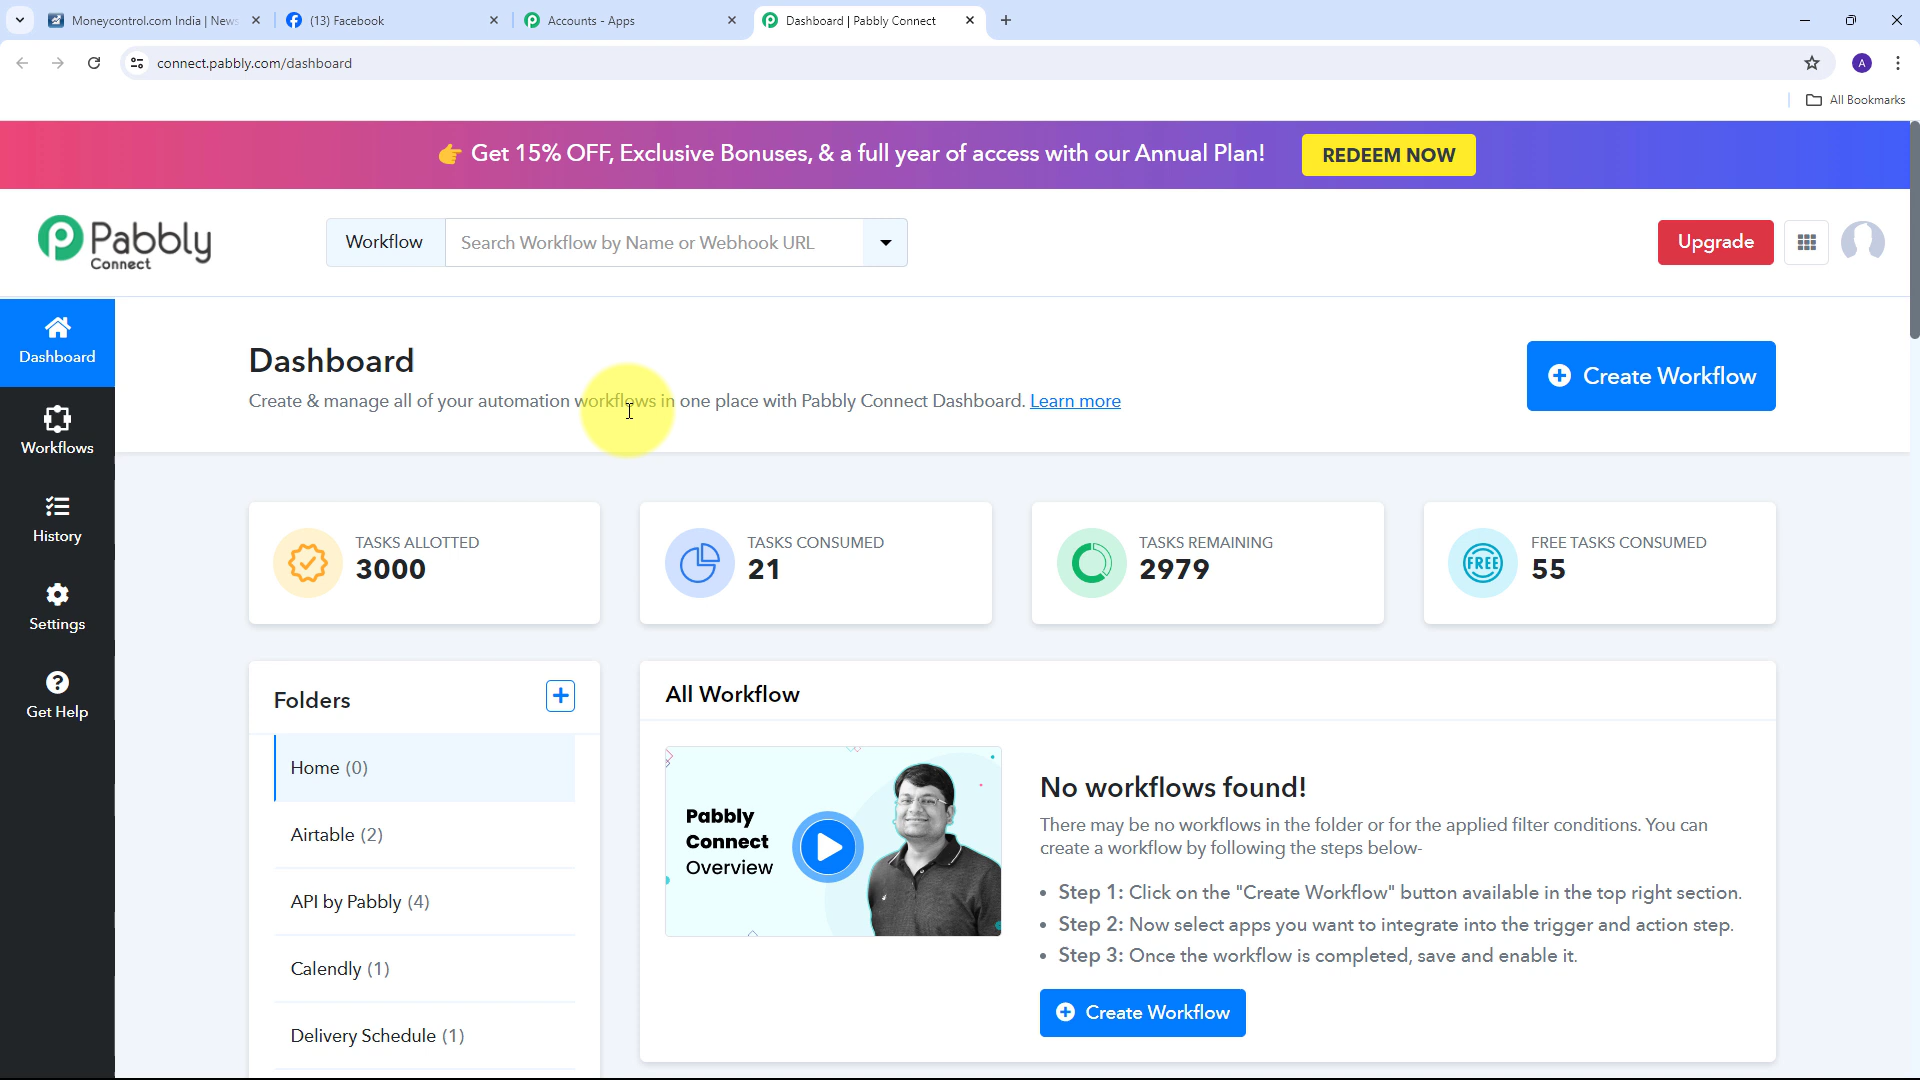 Moneycontrol.com India | News
(13) Facebook
Accounts - Apps
Dashboard | Pabbly Connect
connect.pabbly.com/dashboard
A
All Bookmarks
👉 Get 15% OFF, Exclusive Bonuses, & a full year of access with our Annual Plan!
REDEEM NOW
Pabbly
Connect
Workflow
Search Workflow by Name or Webhook URL
Upgrade
Dashboard
Workflows
History
Settings
Get Help
Dashboard
Create & manage all of your automation workflows in one place with Pabbly Connect Dashboard. Learn more
Create Workflow
TASKS ALLOTTED
3000
TASKS CONSUMED
21
TASKS REMAINING
2979
FREE
FREE TASKS CONSUMED
55
Folders
Home (0)
Airtable (2)
API by Pabbly (4)
Calendly (1)
Delivery Schedule (1)
All Workflow
Pabbly
Connect
Overview
No workflows found!
There may be no workflows in the folder or for the applied filter conditions. You can
create a workflow by following the steps below-
• Step 1: Click on the "Create Workflow" button available in the top right section.
• Step 2: Now select apps you want to integrate into the trigger and action step.
• Step 3: Once the workflow is completed, save and enable it.
Create Workflow